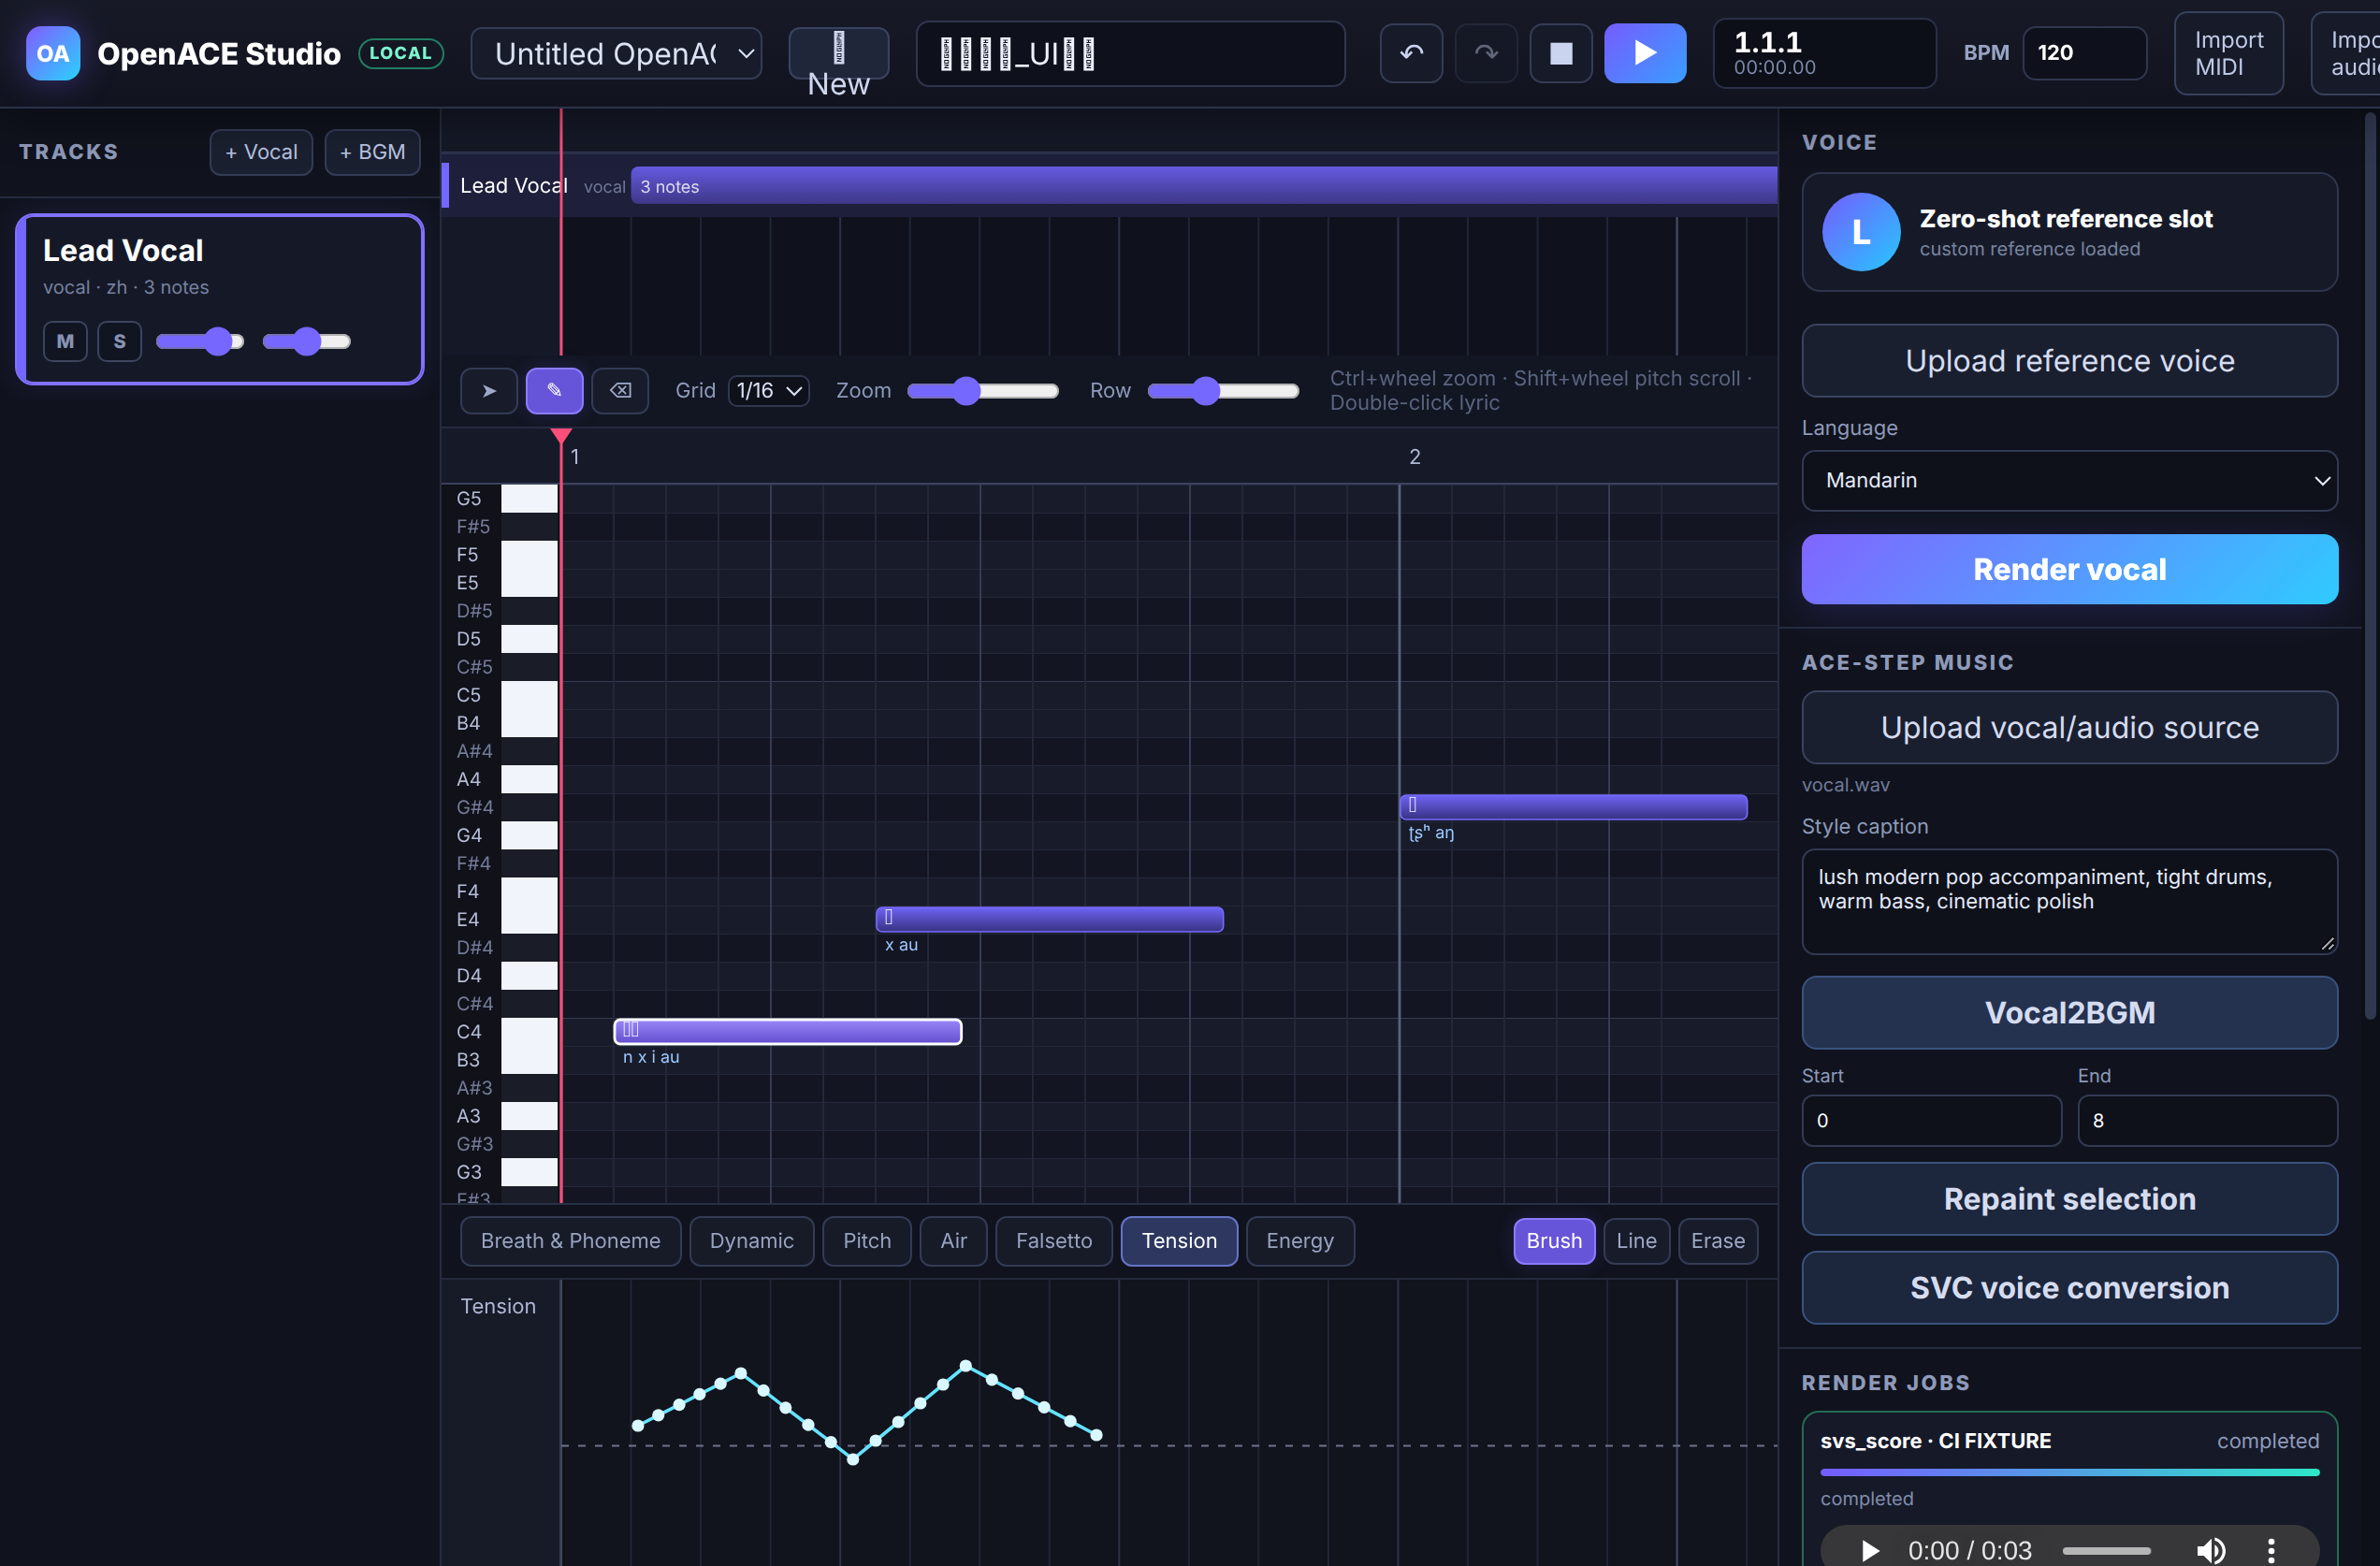 OA
OpenACE Studio
LOCAL
Untitled OpenAC
New
_UI
1.1.1
00:00.00
BPM
120
Import
MIDI
TRACKS
+ Vocal
+ BGM
Lead Vocal
vocal · zh · 3 notes
M
S
Lead Vocal
vocal
3 notes
Grid
1/16
Zoom
Row
Ctrl+wheel zoom · Shift+wheel pitch scroll ·
Double-click lyric
1
2
G5
F#5
F5
E5
D#5
D5
C#5
C5
B4
A#4
A4
G#4
G4
F#4
F4
E4
D#4
D4
C#4
C4
B3
A#3
A3
G#3
G3
F#3
ʈʂʰ aŋ
x au
n x i au
Breath & Phoneme
Dynamic
Pitch
Air
Falsetto
Tension
Energy
Brush
Line
Erase
Tension
VOICE
L
Zero-shot reference slot
custom reference loaded
Upload reference voice
Language
Mandarin
Render vocal
ACE-STEP MUSIC
Upload vocal/audio source
vocal.wav
Style caption
lush modern pop accompaniment, tight drums,
warm bass, cinematic polish
Vocal2BGM
Start
End
0
8
Repaint selection
SVC voice conversion
RENDER JOBS
svs_score · CI FIXTURE
completed
completed
0:00 / 0:03